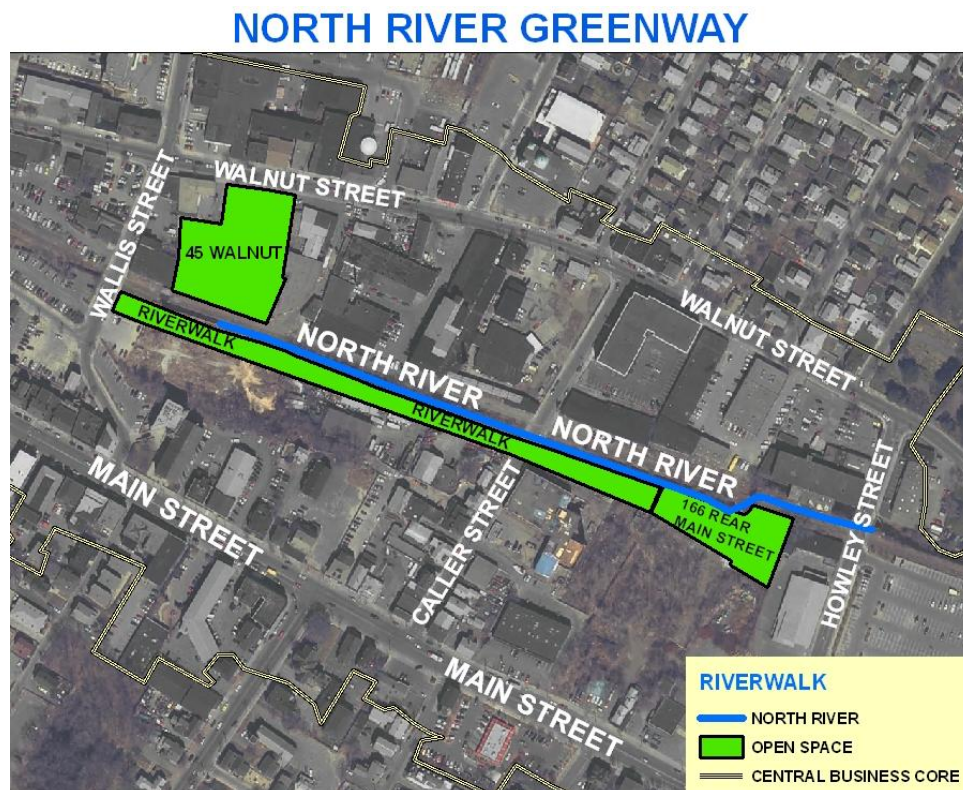 NORTH RIVER GREENWAY
WALLIS STREET
WALNUT STREET
45 WALNUT
RIVERWALK
NORTH RIVER
RIVERWALK
WALNUT STREET
NORTH RIVER
MAIN STREET
CALLER STREET
166 REAR
MAIN STREET
HOWLEY STREET
MAIN STREET
RIVERWALK
NORTH RIVER
OPEN SPACE
CENTRAL BUSINESS CORE